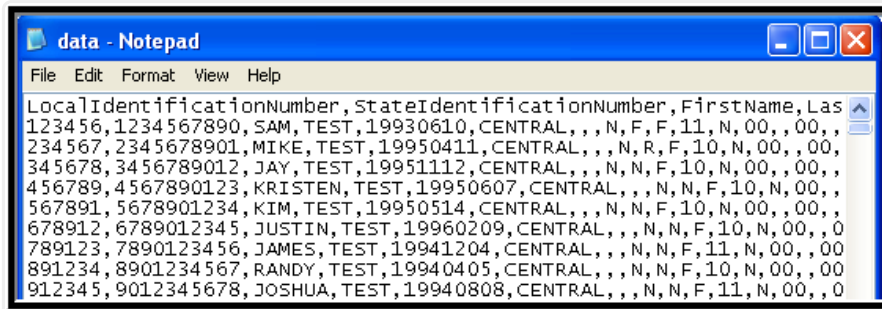 data - Notepad
File Edit Format View Help
LocalIdentificationNumber,StateIdentificationNumber,FirstName,Las
123456,1234567890,SAM,TEST,19930610,CENTRAL,,,N,F,F,11,N,00,,00,,
234567,2345678901,MIKE,TEST,19950411,CENTRAL,,,N,R,F,10,N,00,,00,
345678,3456789012,JAY,TEST,19951112,CENTRAL,,,N,N,F,10,N,00,,00,,
456789,4567890123,KRISTEN,TEST,19950607,CENTRAL,,,N,N,F,10,N,00,,
567891,5678901234,KIM,TEST,19950514,CENTRAL,,,N,N,F,10,N,00,,00,,
678912,6789012345,JUSTIN,TEST,19960209,CENTRAL,,,N,N,F,10,N,00,,0
789123,7890123456,JAMES,TEST,19941204,CENTRAL,,,N,N,F,11,N,00,,00
891234,8901234567,RANDY,TEST,19940405,CENTRAL,,,N,N,F,10,N,00,,00
912345,9012345678,JOSHUA,TEST,19940808,CENTRAL,,,N,N,F,11,N,00,,0